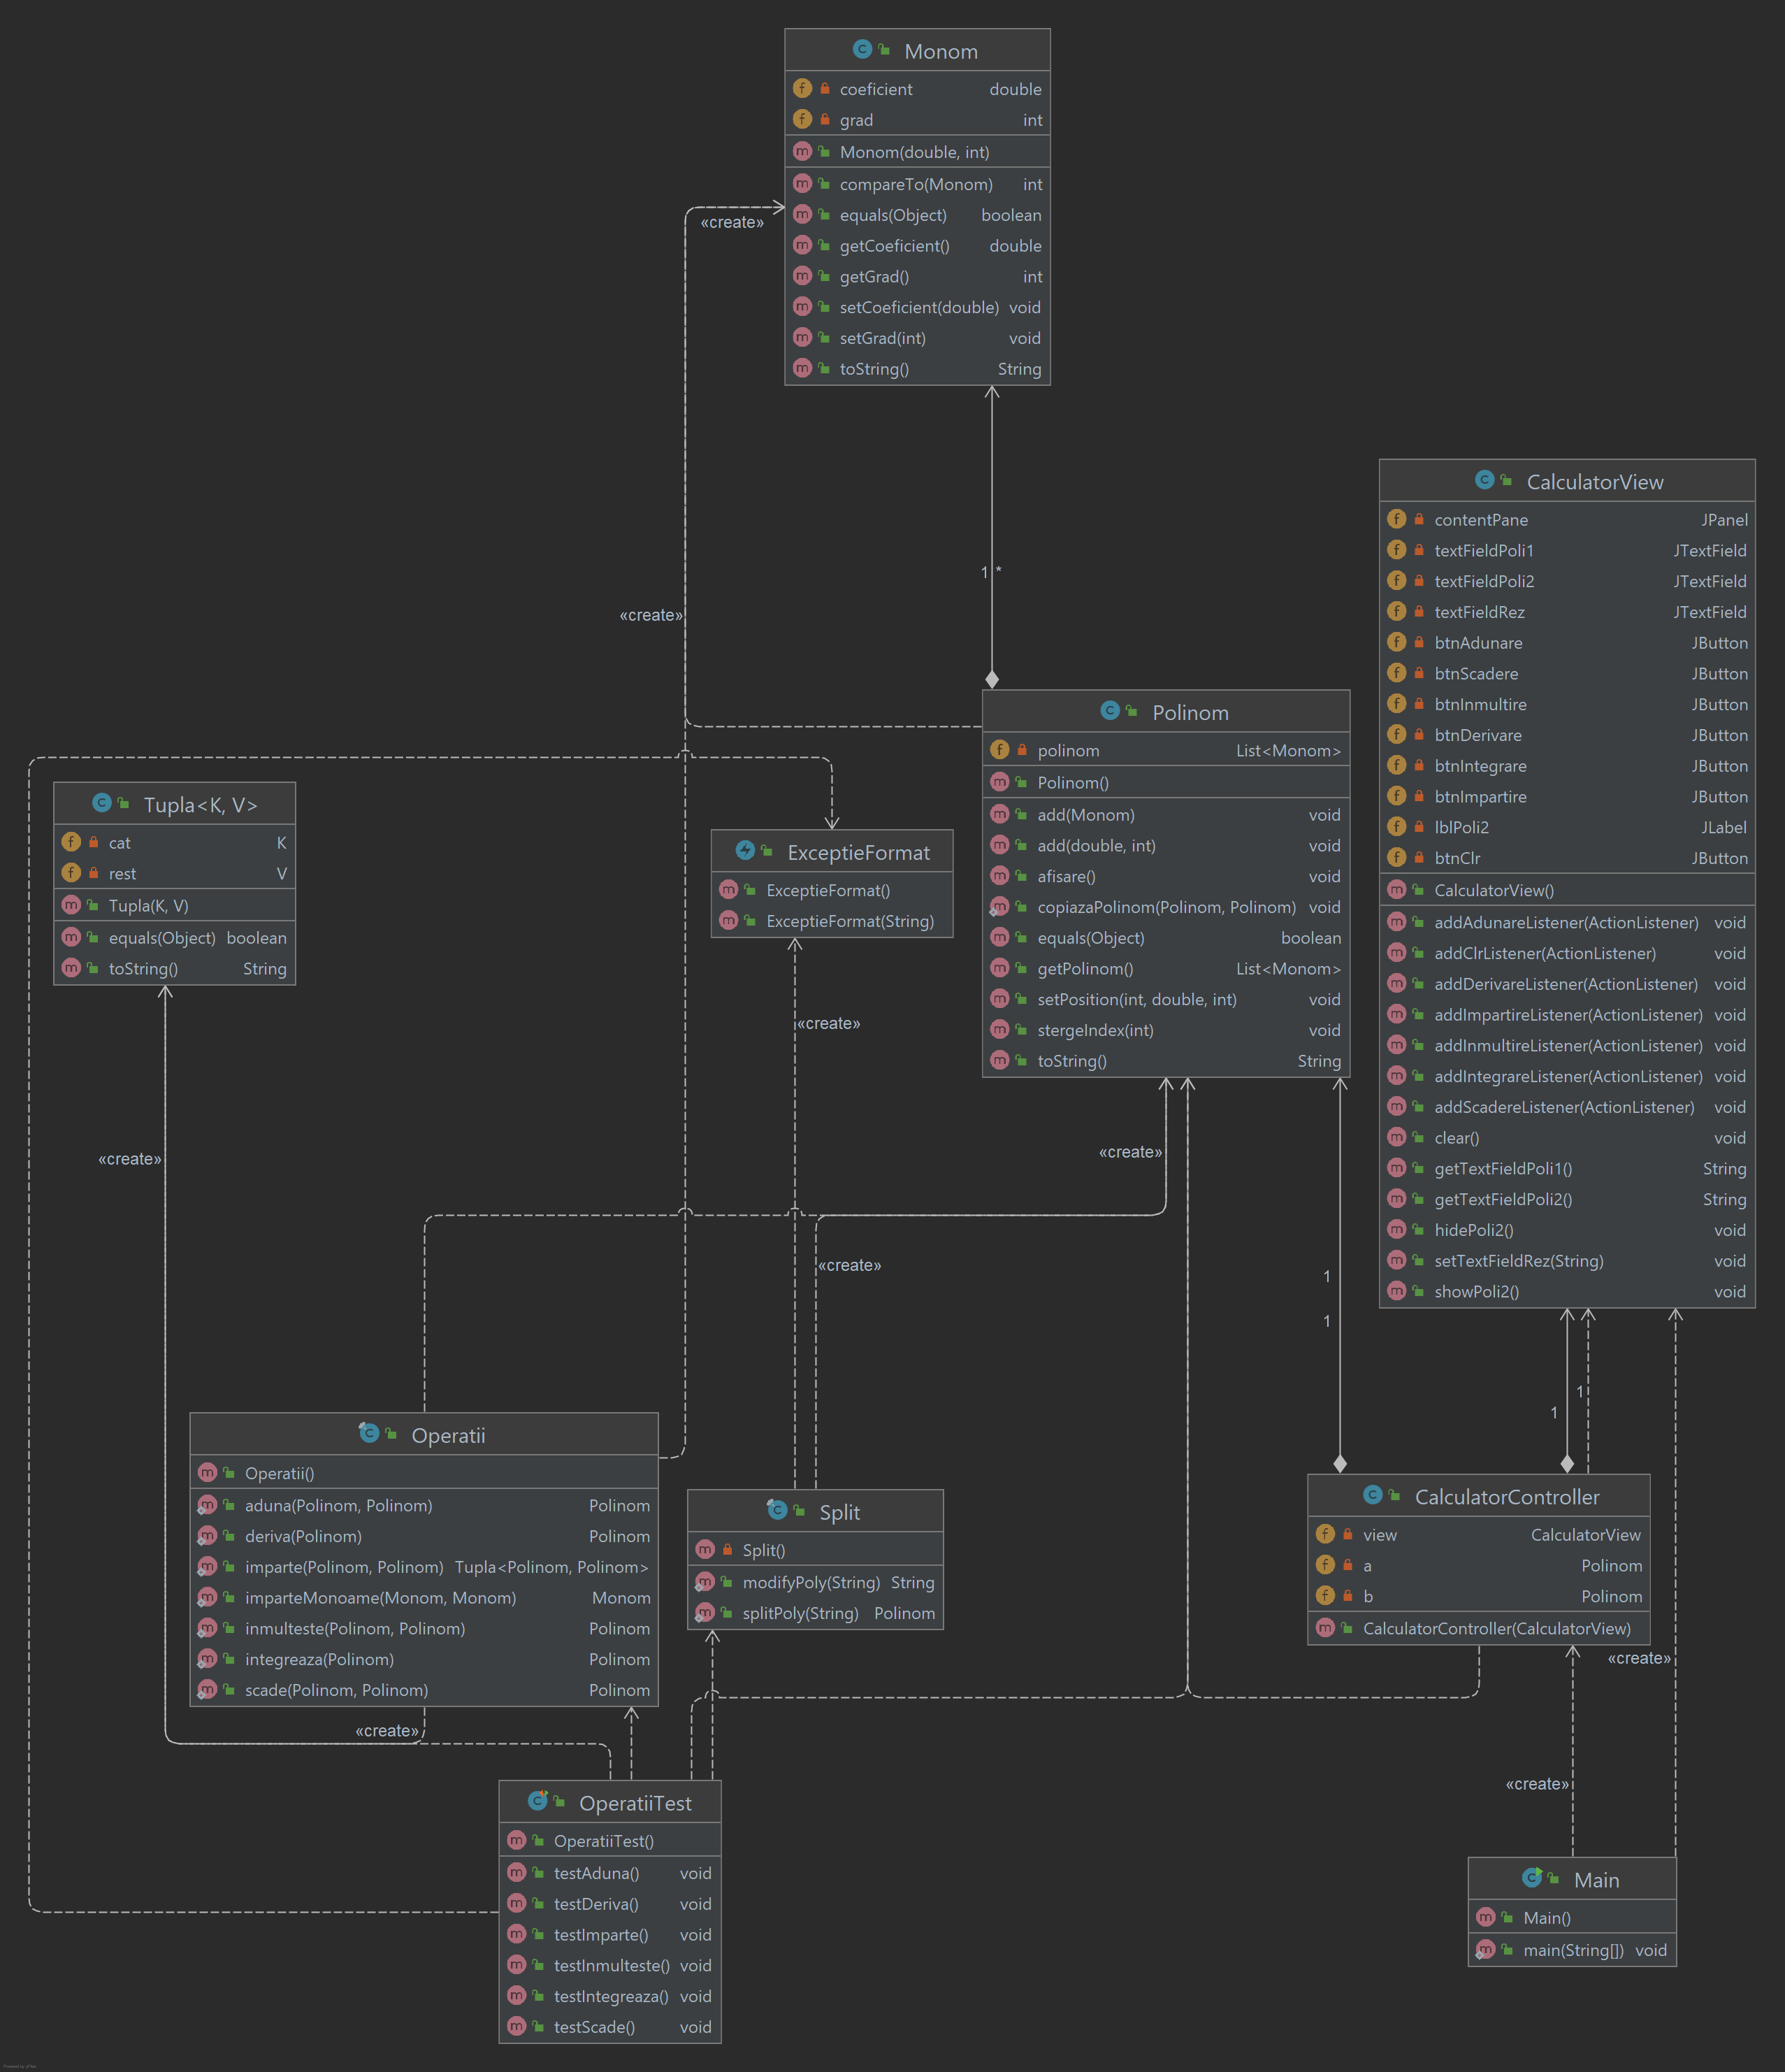 Monom
coeficient double
grad int
Monom(double, int)
compareTo(Monom) int
equals(Object) boolean
getCoeficient() double
getGrad() int
setCoeficient(double) void
setGrad(int) void
toString() String
«create»
1 *
«create»
CalculatorView
contentPane JPanel
textFieldPoli1 JTextField
textFieldPoli2 JTextField
textFieldRez JTextField
btnAdunare JButton
btnScadere JButton
btnInmultire JButton
btnDerivare JButton
btnIntegrare JButton
btnImpartire JButton
lblPoli2 JLabel
btnClr JButton
CalculatorView()
addAdunareListener(ActionListener) void
addClrListener(ActionListener) void
addDerivareListener(ActionListener) void
addImpartireListener(ActionListener) void
addInmultireListener(ActionListener) void
addIntegrareListener(ActionListener) void
addScadereListener(ActionListener) void
clear() void
getTextFieldPoli1() String
getTextFieldPoli2() String
hidePoli2() void
setTextFieldRez(String) void
showPoli2() void
Polinom
polinom List<Monom>
Polinom()
add(Monom) void
add(double, int) void
afisare() void
copiazaPolinom(Polinom, Polinom) void
equals(Object) boolean
getPolinom() List<Monom>
setPosition(int, double, int) void
stergeIndex(int) void
toString() String
Tupla<K, V>
cat K
rest V
Tupla(K, V)
equals(Object) boolean
toString() String
ExceptieFormat
ExceptieFormat()
ExceptieFormat(String)
«create»
«create»
«create»
«create»
1
1
1
1
Operatii
Operatii()
aduna(Polinom, Polinom) Polinom
deriva(Polinom) Polinom
imparte(Polinom, Polinom) Tupla<Polinom, Polinom>
imparteMonoame(Monom, Monom) Monom
inmulteste(Polinom, Polinom) Polinom
integreaza(Polinom) Polinom
scade(Polinom, Polinom) Polinom
Split
Split()
modifyPoly(String) String
splitPoly(String) Polinom
CalculatorController
view CalculatorView
a Polinom
b Polinom
CalculatorController(CalculatorView)
«create»
«create»
«create»
OperatiiTest
OperatiiTest()
testAduna() void
testDeriva() void
testImparte() void
testInmulteste() void
testIntegreaza() void
testScade() void
Main
Main()
main(String[]) void
Powered by yFiles